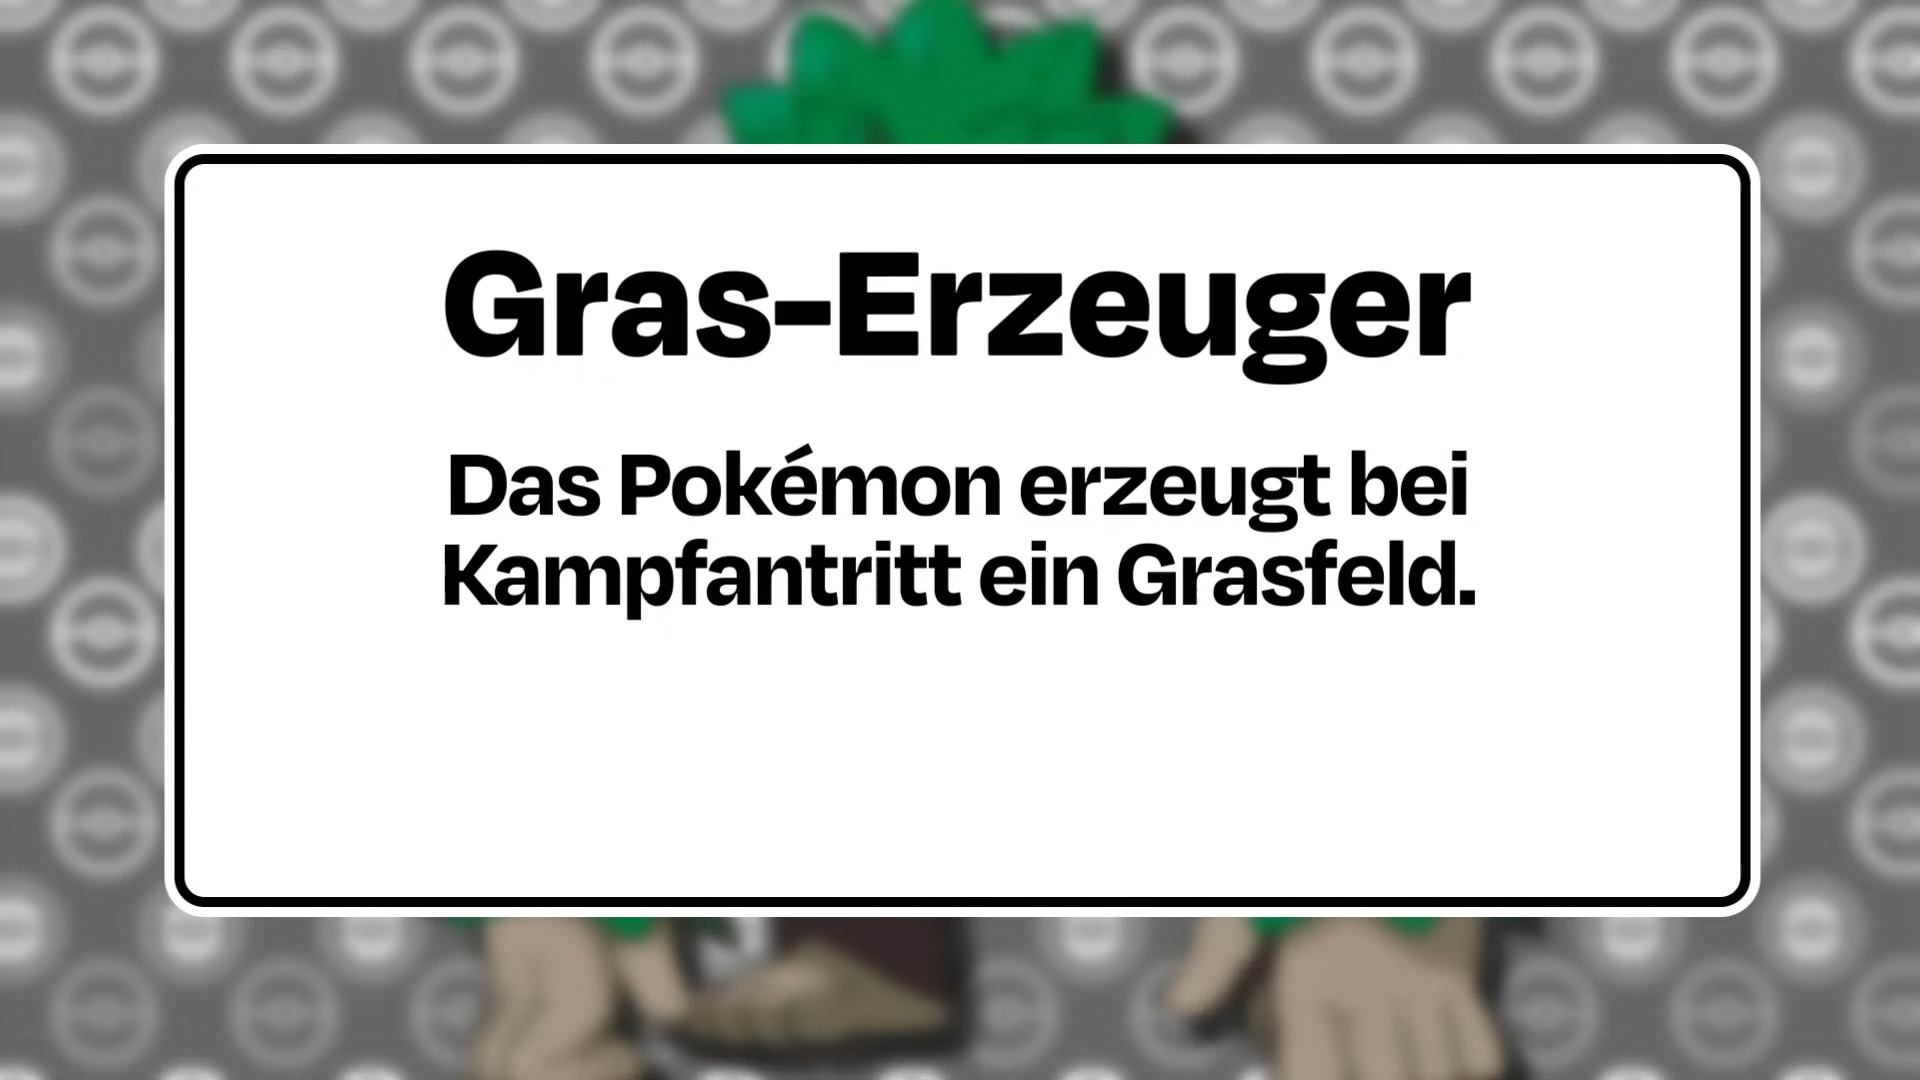 Gras-Erzeuger
Das Pokémon erzeugt bei
Kampfantritt ein Grasfeld.